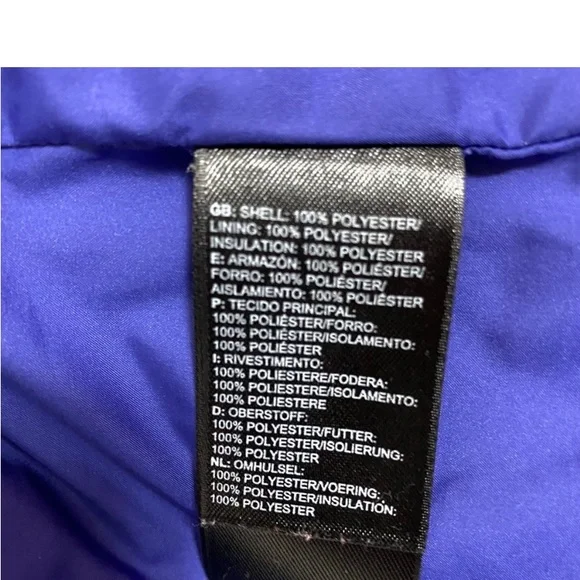 GB: SHELL: 100% POLYESTER/
LINING: 100% POLYESTER/
INSULATION: 100% POLYESTER
E: ARMAZÓN: 100% POLIÉSTER/
FORRO: 100% POLIÉSTER/
AISLAMIENTO: 100% POLIÉSTER
P: TECIDO PRINCIPAL:
100% POLIÉSTER/FORRO:
100% POLIÉSTER/ISOLAMENTO:
100% POLIÉSTER
I: RIVESTIMENTO:
100% POLIESTERE/FODERA:
100% POLIESTERE/ISOLAMENTO:
100% POLIESTERE
D: OBERSTOFF:
100% POLYESTER/FUTTER:
100% POLYESTER/ISOLIERUNG:
100% POLYESTER
NL: OMHULSEL:
100% POLYESTER/VOERING:
100% POLYESTER/INSULATION:
100% POLYESTER